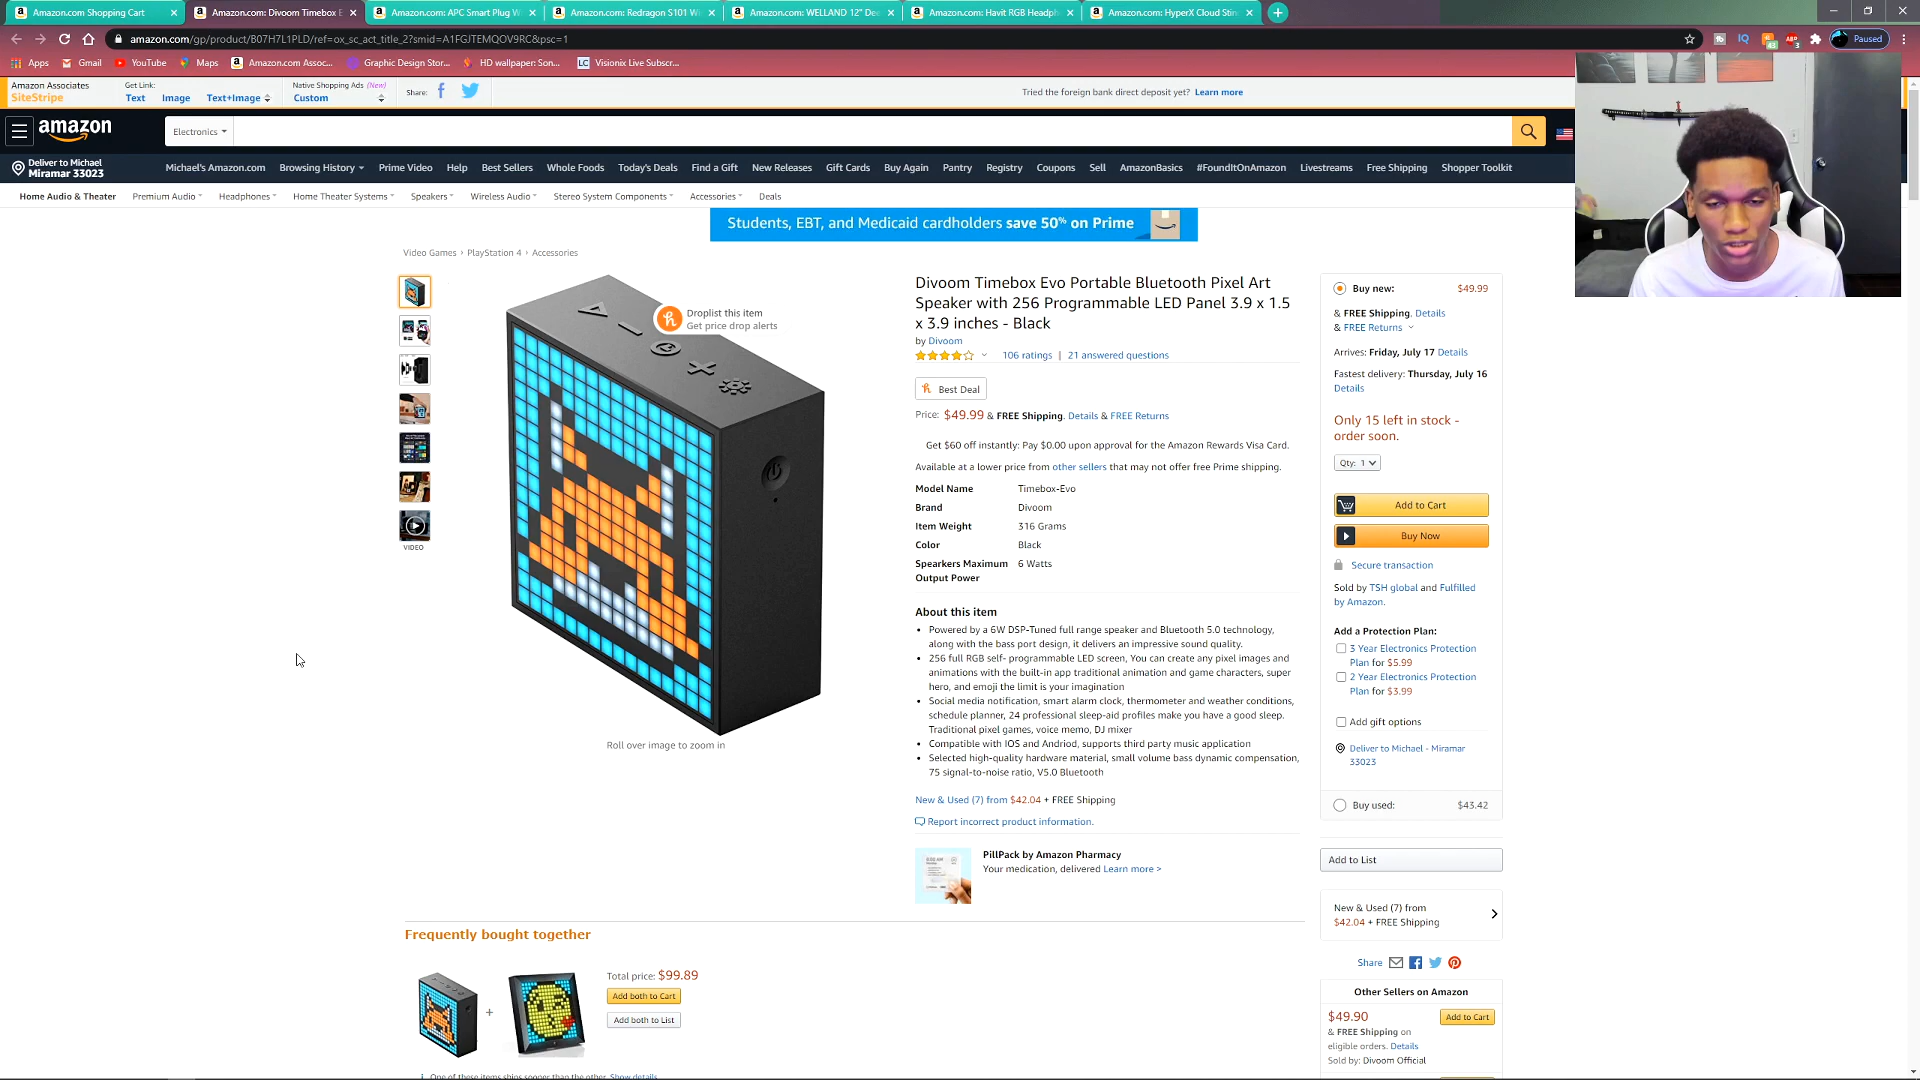 Amazon.com Shopping Cart
Amazon.com: Divoom Timebox E
Amazon.com: APC Smart Plug W
Amazon.com: Redragon S101 Wi
Amazon.com: WELLAND 12" Dee
Amazon.com: Havit RGB Headph
Amazon.com: HyperX Cloud Stin
amazon.com/gp/product/B07H7L1PLD/ref=ox_sc_act_title_2?smid=A1FGJTEMQOV9RC&psc=1
Paused
Apps
Gmail
YouTube
Maps
Amazon.com Assoc...
Graphic Design Stor...
HD wallpaper: Son...
LC Visionix Live Subscr...
Amazon Associates
SiteStripe
Get Link:
Text Image Text+Image
Native Shopping Ads (New)
Custom
Share:
Tried the foreign bank direct deposit yet? Learn more
amazon
Electronics
Deliver to Michael
Miramar 33023
Michael's Amazon.com Browsing History Prime Video Help Best Sellers Whole Foods Today's Deals Find a Gift New Releases Gift Cards Buy Again Pantry Registry Coupons Sell AmazonBasics #FoundItOnAmazon Livestreams Free Shipping Shopper Toolkit
Home Audio & Theater Premium Audio Headphones Home Theater Systems Speakers Wireless Audio Stereo System Components Accessories Deals
Students, EBT, and Medicaid cardholders save 50% on Prime
Video Games › PlayStation 4 › Accessories
Droplist this item
Get price drop alerts
VIDEO
Roll over image to zoom in
Divoom Timebox Evo Portable Bluetooth Pixel Art
Speaker with 256 Programmable LED Panel 3.9 x 1.5
x 3.9 inches - Black
by Divoom
106 ratings | 21 answered questions
Best Deal
Price: $49.99 & FREE Shipping. Details & FREE Returns
Get $60 off instantly: Pay $0.00 upon approval for the Amazon Rewards Visa Card.
Available at a lower price from other sellers that may not offer free Prime shipping.
Model Name Timebox-Evo
Brand Divoom
Item Weight 316 Grams
Color Black
Spearkers Maximum 6 Watts
Output Power
About this item
• Powered by a 6W DSP-Tuned full range speaker and Bluetooth 5.0 technology,
along with the bass port design, it delivers an impressive sound quality.
• 256 full RGB self- programmable LED screen, You can create any pixel images and
animations with the built-in app traditional animation and game characters, super
hero, and emoji the limit is your imagination
• Social media notification, smart alarm clock, thermometer and weather conditions,
schedule planner, 24 professional sleep-aid profiles make you have a good sleep.
Traditional pixel games, voice memo, DJ mixer
• Compatible with IOS and Andriod, supports third party music application
• Selected high-quality hardware material, small volume bass dynamic compensation,
75 signal-to-noise ratio, V5.0 Bluetooth
New & Used (7) from $42.04 + FREE Shipping
Report incorrect product information.
PillPack by Amazon Pharmacy
Your medication, delivered Learn more >
Buy new: $49.99
& FREE Shipping. Details
& FREE Returns
Arrives: Friday, July 17 Details
Fastest delivery: Thursday, July 16
Details
Only 15 left in stock -
order soon.
Qty: 1
Add to Cart
Buy Now
Secure transaction
Sold by TSH global and Fulfilled
by Amazon.
Add a Protection Plan:
3 Year Electronics Protection
Plan for $5.99
2 Year Electronics Protection
Plan for $3.99
Add gift options
Deliver to Michael - Miramar
33023
Buy used: $43.42
Add to List
New & Used (7) from
$42.04 + FREE Shipping
Share
Other Sellers on Amazon
$49.90 Add to Cart
& FREE Shipping on
eligible orders. Details
Sold by: Divoom Official
Frequently bought together
Total price: $99.89
Add both to Cart
Add both to List
+
One of these items ships sooner than the other. Show details